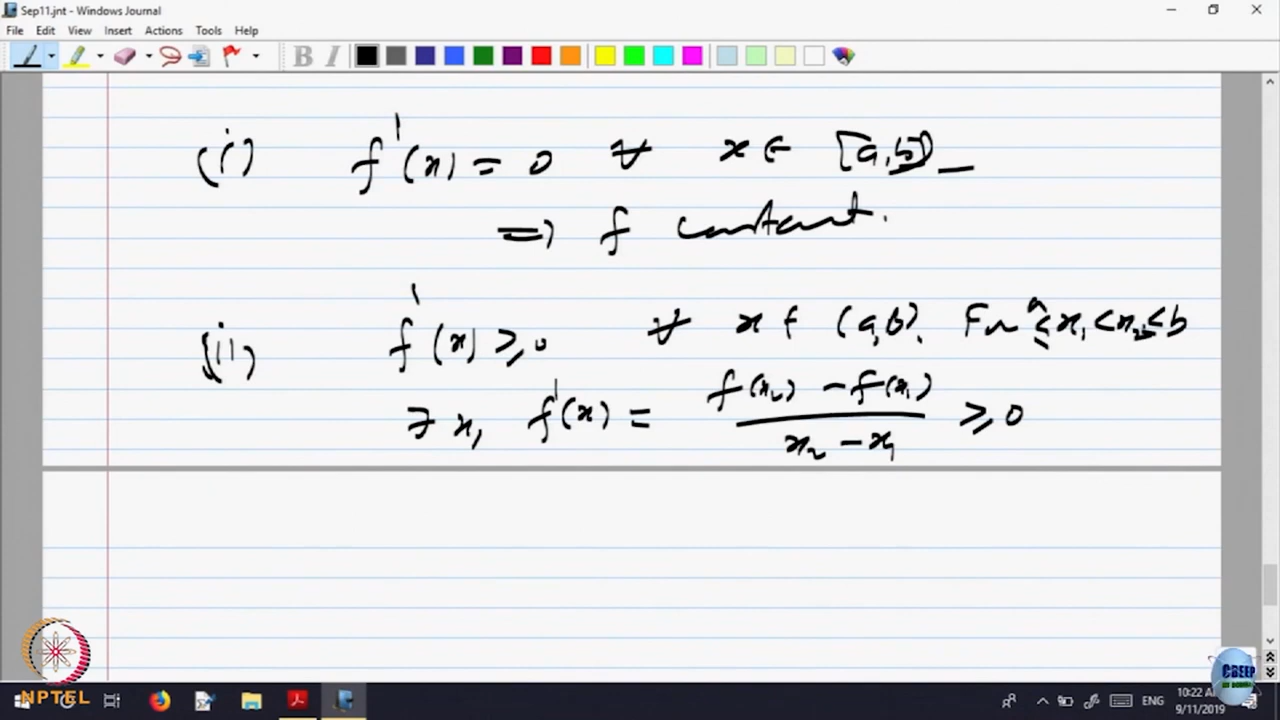 Sep11.jnt - Windows Journal
File Edit View Insert Actions Tools Help
B I
(i) f'(x) = 0 ∀ x ∈ [a,b]
=> f constant.
(ii) f'(x) ≥ 0 ∀ x ∈ (a,b). For a ≤ x₁ < x₂ ≤ b
∃ x, f'(x) = f(x₂) - f(x₁) / x₂ - x₁ ≥ 0
NPTEL
CDEEP
ENG
10:22
9/11/2019